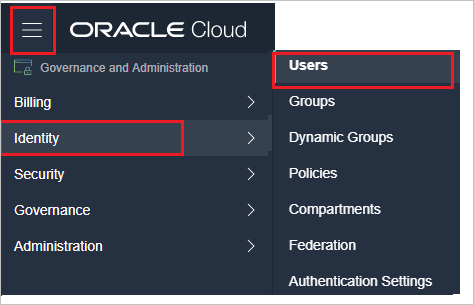 ORACLE Cloud
Governance and Administration
Billing
Identity
Security
Governance
Administration
Users
Groups
Dynamic Groups
Policies
Compartments
Federation
Authentication Settings